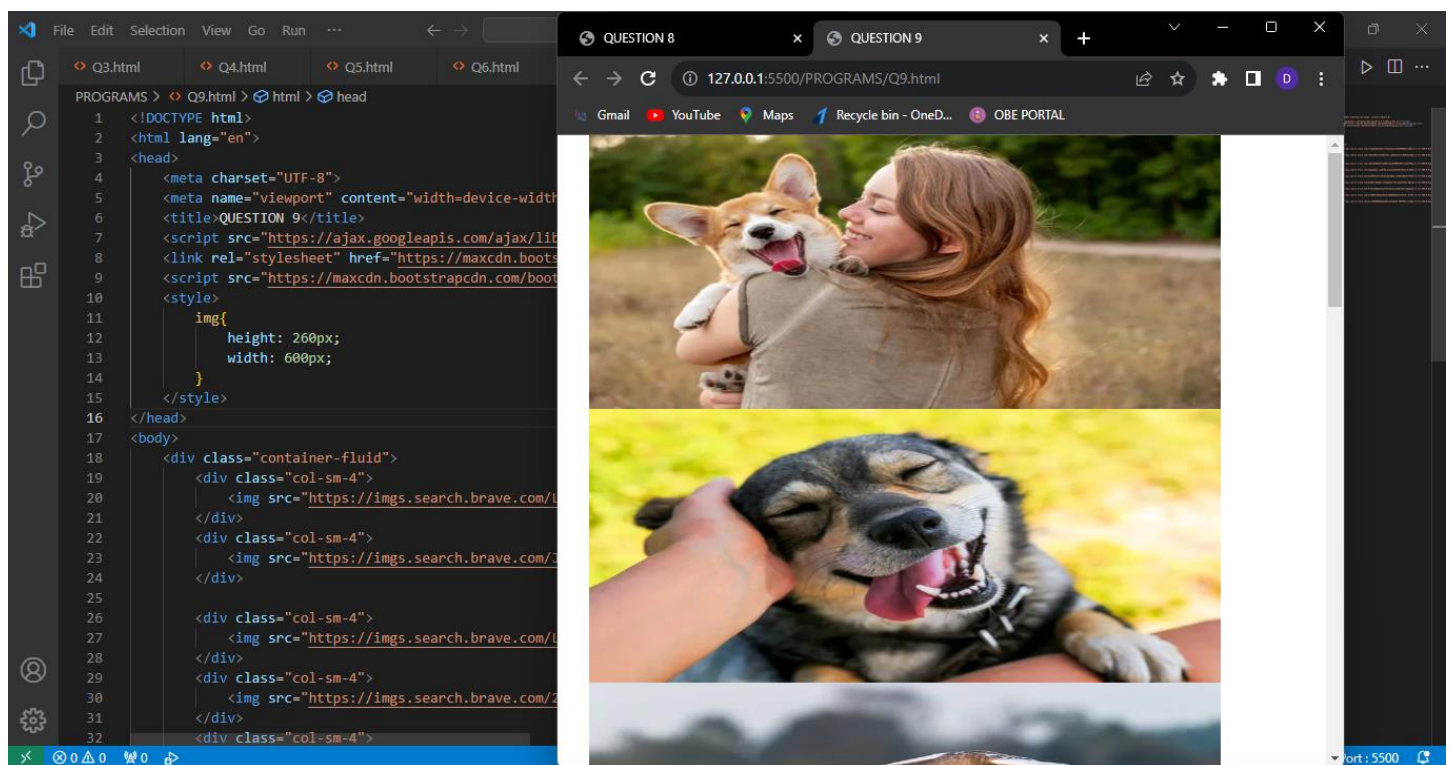 File Edit Selection View Go Run ...
Q3.html Q4.html Q5.html Q6.html
PROGRAMS > Q9.html > html > head
1 <!DOCTYPE html>
2 <html lang="en">
3 <head>
4 <meta charset="UTF-8">
5 <meta name="viewport" content="width=device-width
6 <title>QUESTION 9</title>
7 <script src="https://ajax.googleapis.com/ajax/lib
8 <link rel="stylesheet" href="https://maxcdn.boots
9 <script src="https://maxcdn.bootstrapcdn.com/boot
10 <style>
11 img{
12 height: 260px;
13 width: 600px;
14 }
15 </style>
16 </head>
17 <body>
18 <div class="container-fluid">
19 <div class="col-sm-4">
20 <img src="https://imgs.search.brave.com/L
21 </div>
22 <div class="col-sm-4">
23 <img src="https://imgs.search.brave.com/J
24 </div>
25
26 <div class="col-sm-4">
27 <img src="https://imgs.search.brave.com/L
28 </div>
29 <div class="col-sm-4">
30 <img src="https://imgs.search.brave.com/2
31 </div>
32 <div class="col-sm-4">
0 0 0
QUESTION 8 QUESTION 9
127.0.0.1:5500/PROGRAMS/Q9.html D
Gmail YouTube Maps Recycle bin - OneD... OBE PORTAL
ort : 5500